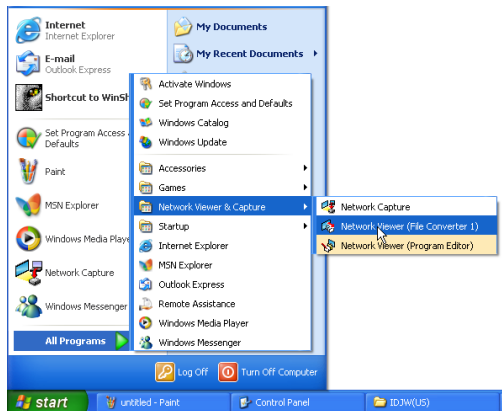 Internet
Internet Explorer
E-mail
Outlook Express
Shortcut to WinSh
Set Program Access
Defaults
Paint
MSN Explorer
Windows Media Playe
Network Capture
Windows Messenger
All Programs
My Documents
My Recent Documents
Activate Windows
Set Program Access and Defaults
Windows Catalog
Windows Update
Accessories
Games
Network Viewer & Capture
Startup
Internet Explorer
MSN Explorer
Outlook Express
Remote Assistance
Windows Media Player
Windows Messenger
Network Capture
Network Viewer (File Converter 1)
Network Viewer (Program Editor)
Log Off
Turn Off Computer
start
untitled - Paint
Control Panel
IDJW(US)